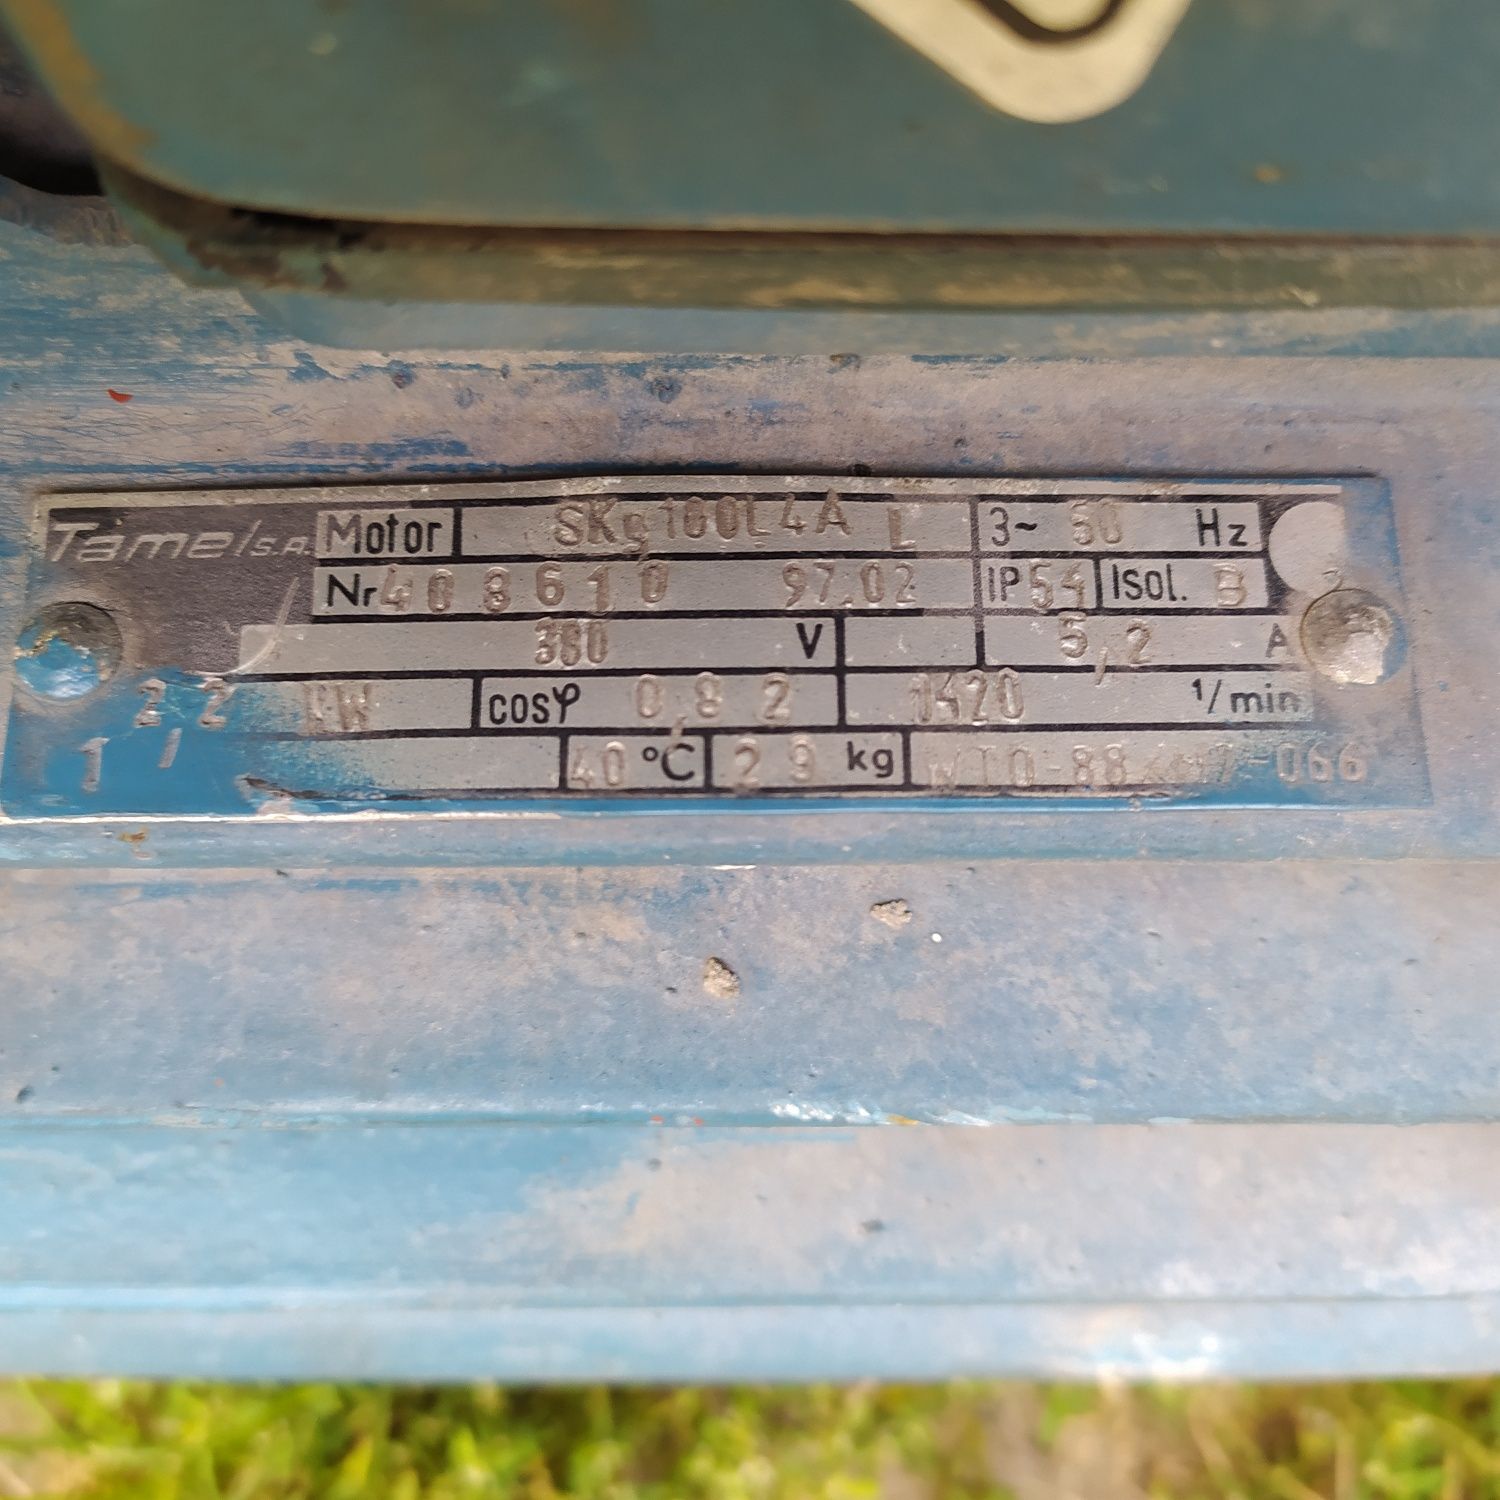 Tamel S.A. Motor SKg 100L4A L 3~ 50 Hz
Nr 408610 97.02 IP54 Isol. B
380 V 5,2 A
2,2 kW cosφ 0,82 1420 1/min
40 °C 29 kg